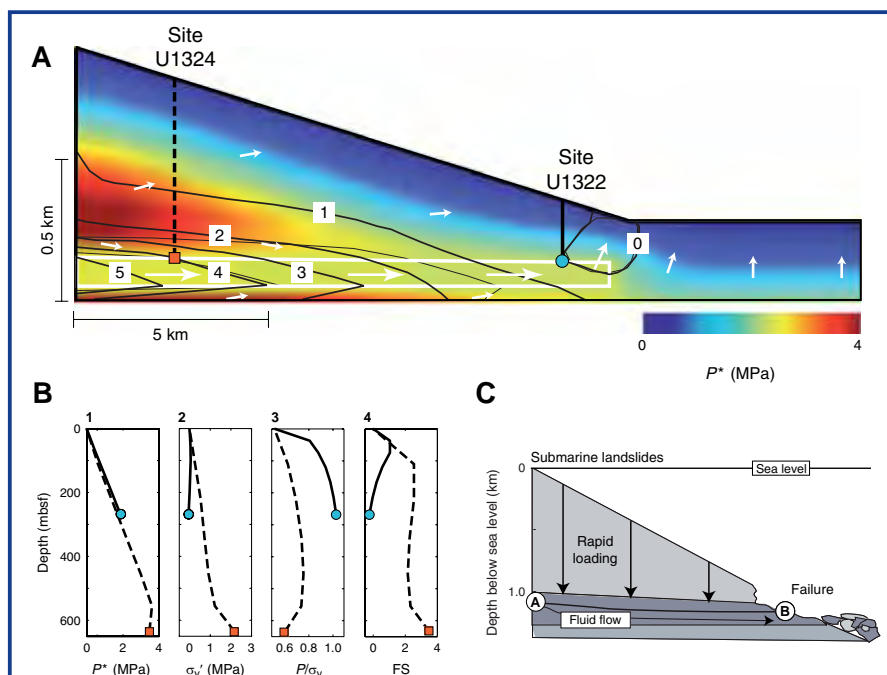 A
Site
U1324
Site
U1322
0.5 km
1
2
0
5
4
3
5 km
0
4
P* (MPa)
B
1
2
3
4
0
200
400
600
Depth (mbsf)
0 2 4
0 1 2 3
0.6 0.8 1.0
0 2 4
P* (MPa)
σv′ (MPa)
P/σv
FS
C
Submarine landslides
Sea level
0
1.0
Depth below sea level (km)
Rapid
loading
Failure
A
B
Fluid flow